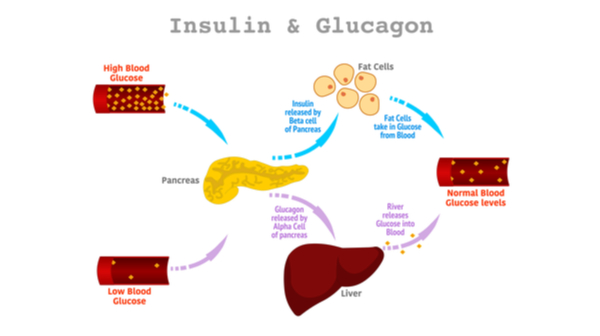 Insulin & Glucagon
High Blood
Glucose
Fat Cells
Insulin
released by
Beta cell
of Pancreas
Fat Cells
take in Glucose
from Blood
Pancreas
Normal Blood
Glucose levels
Glucagon
released by
Alpha Cell
of pancreas
River
releases
Glucose into
Blood
Low Blood
Glucose
Liver